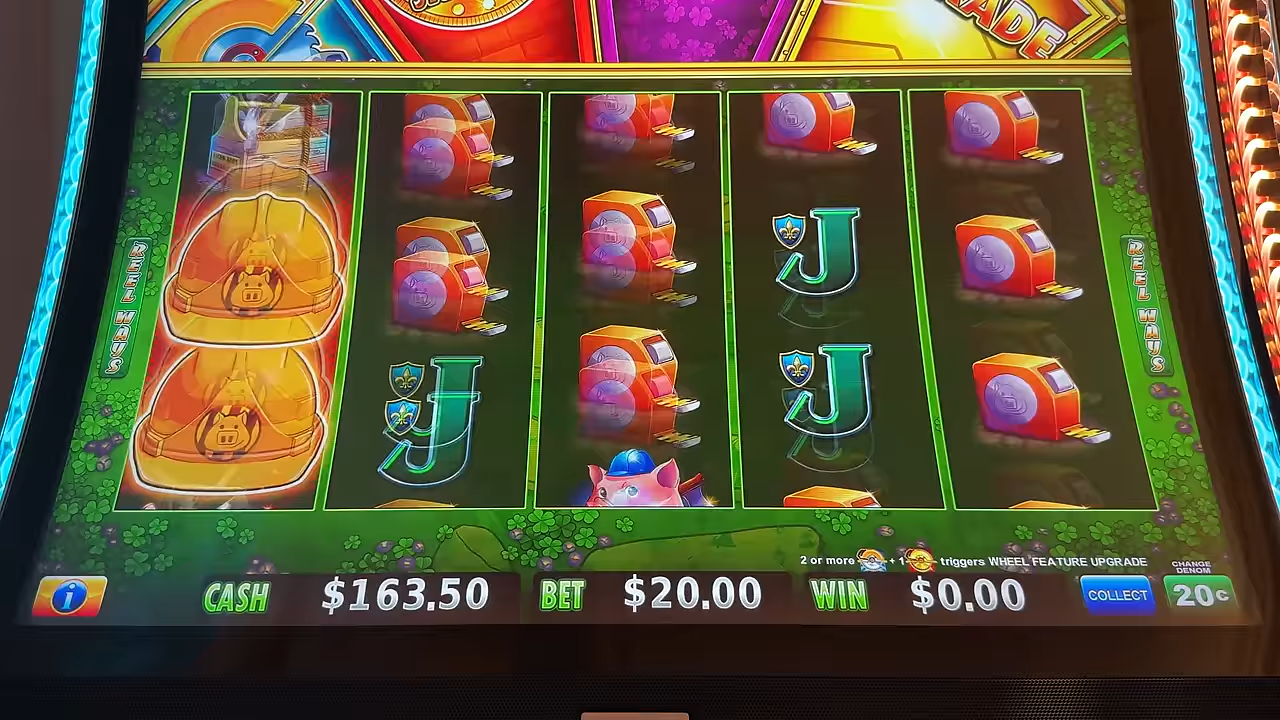 REEL WAYS
REEL WAYS
2 or more + 1 triggers WHEEL FEATURE UPGRADE
CASH $163.50 BET $20.00 WIN $0.00 COLLECT
CHANGE DENOM
20¢
J
J
J
J